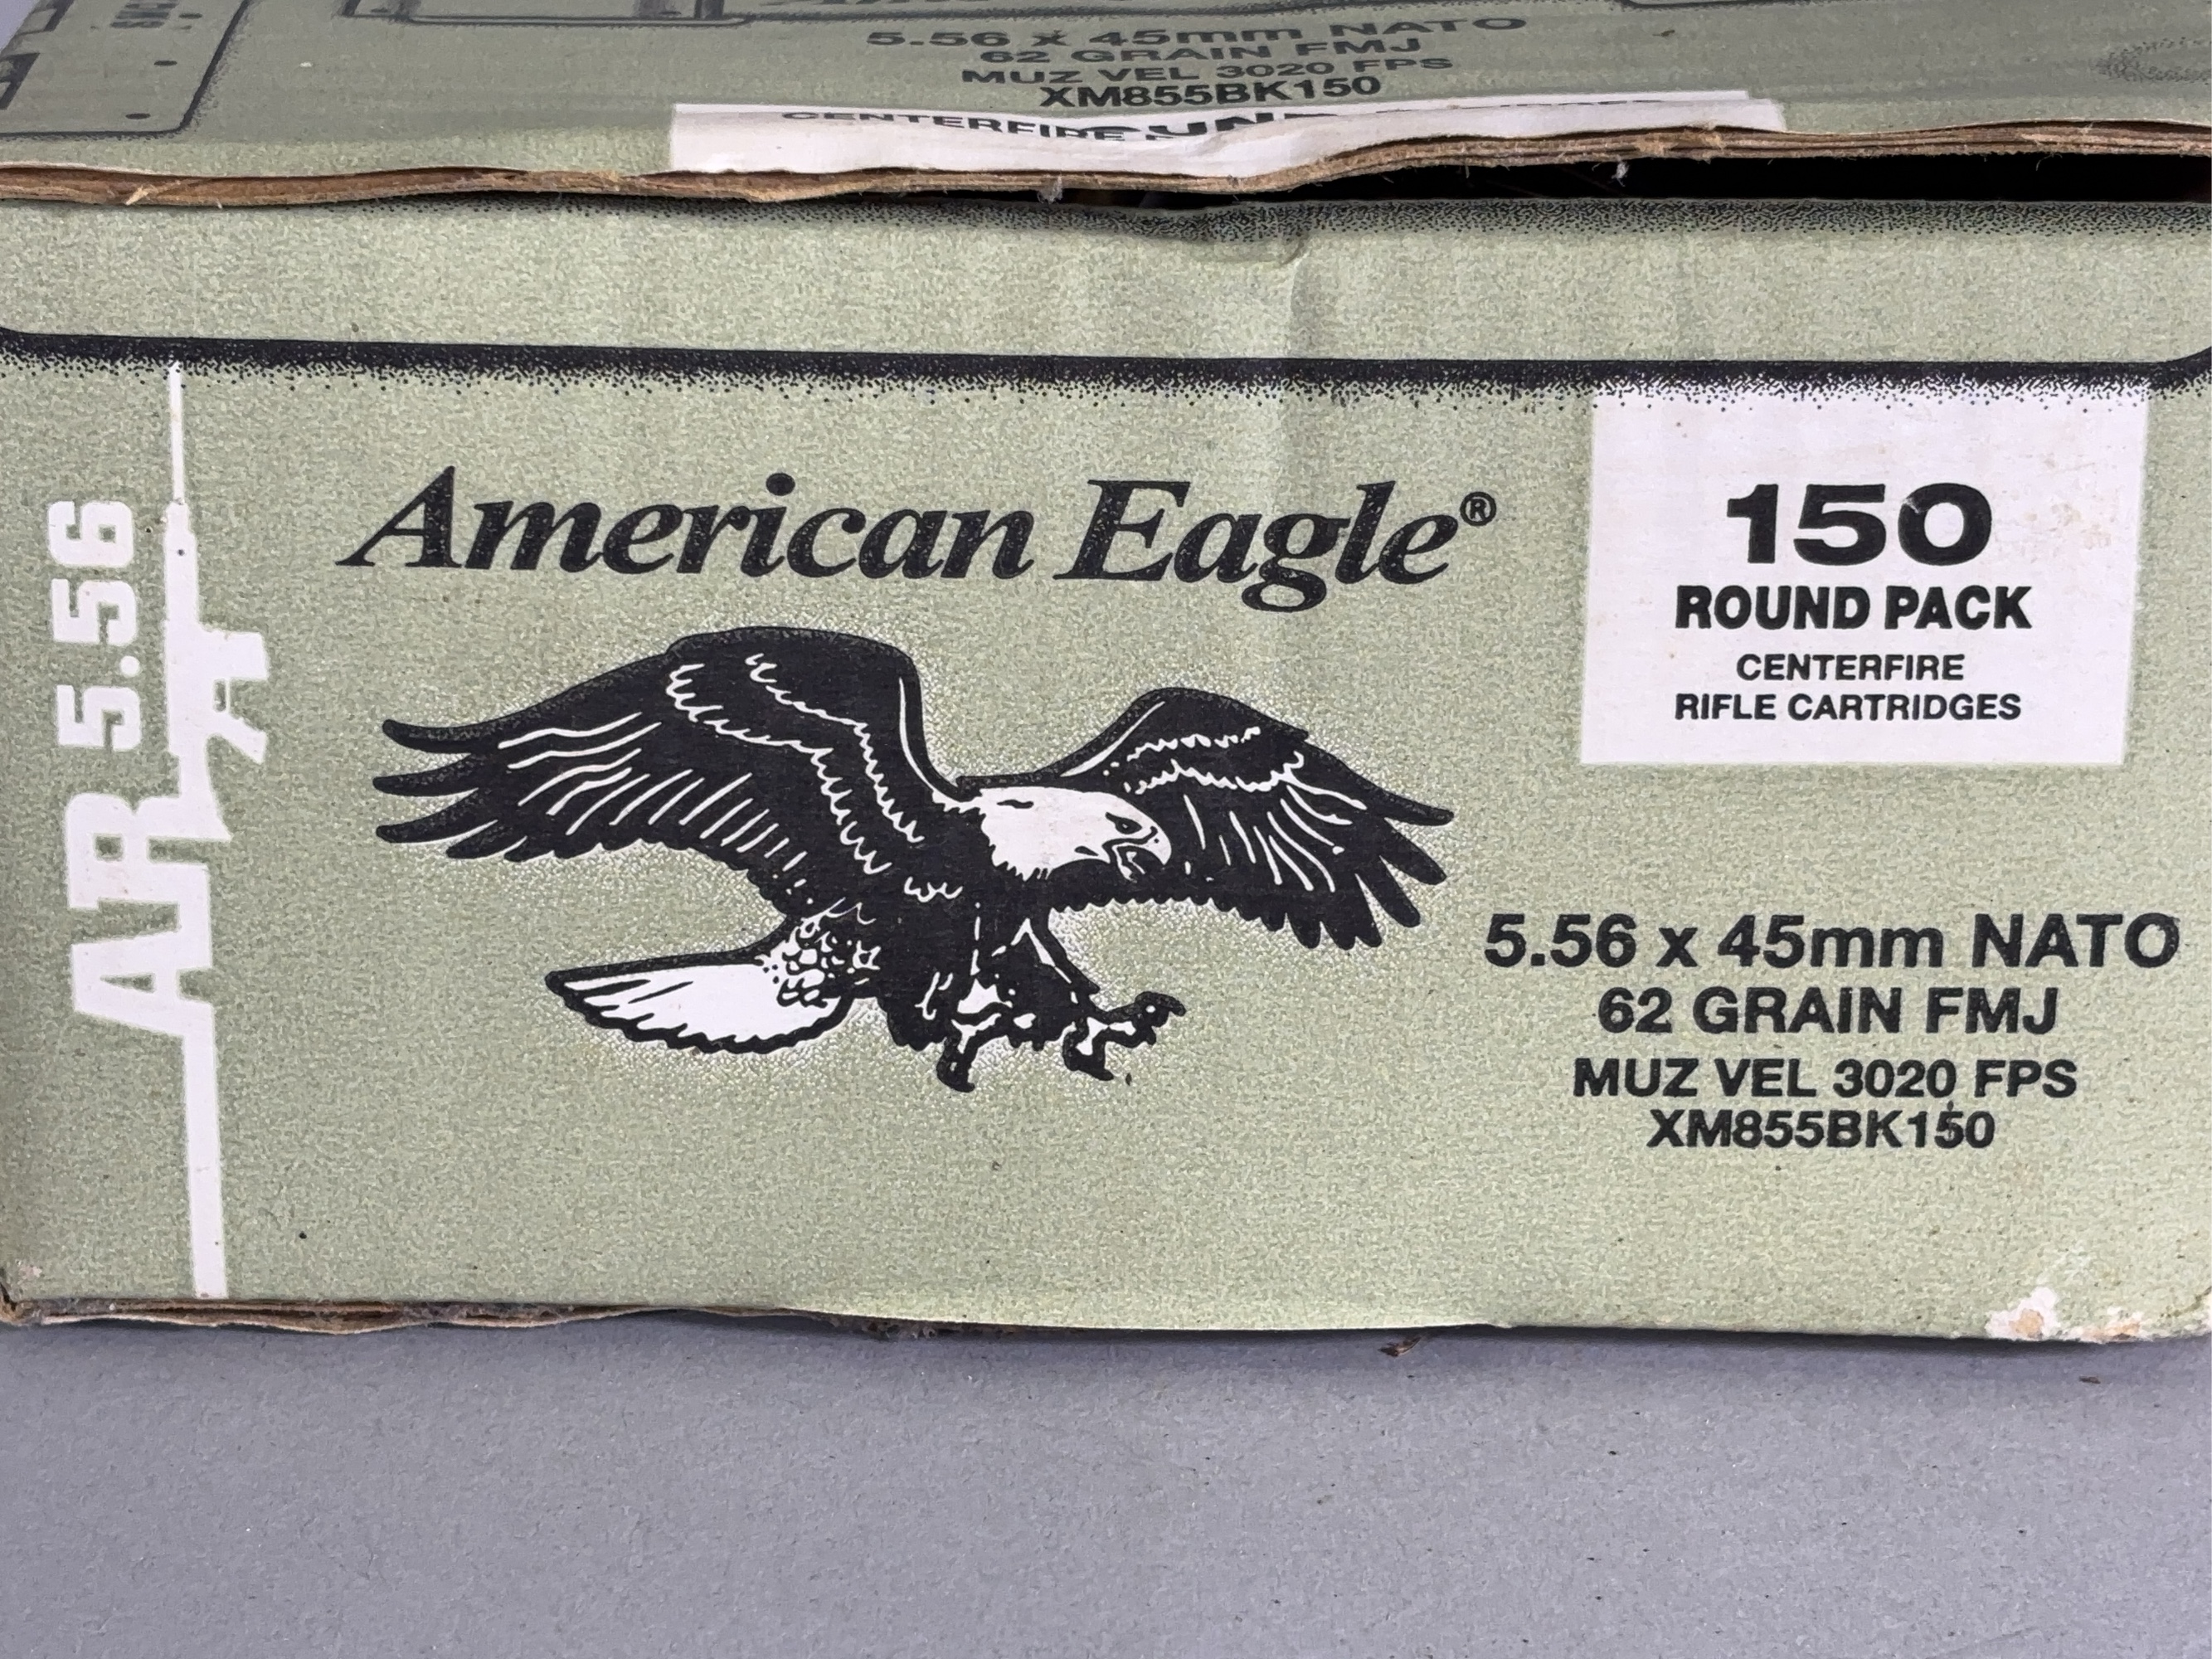 5.56 x 45mm NATO
62 GRAIN FMJ
MUZ VEL 3020 FPS
XM855BK150
CENTERFIRE
AR 5.56
American Eagle®
150
ROUND PACK
CENTERFIRE
RIFLE CARTRIDGES
5.56 x 45mm NATO
62 GRAIN FMJ
MUZ VEL 3020 FPS
XM855BK150